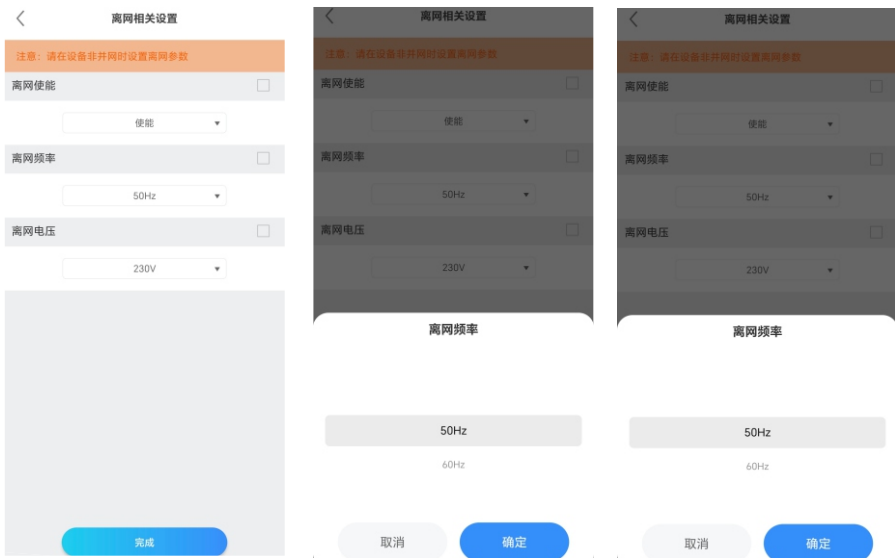 离网相关设置
注意：请在设备非并网时设置离网参数
离网使能
使能
离网频率
50Hz
离网电压
230V
完成
离网相关设置
注意：请在设备非并网时设置离网参数
离网使能
使能
离网频率
50Hz
离网电压
230V
离网频率
50Hz
60Hz
取消
确定
离网相关设置
注意：请在设备非并网时设置离网参数
离网使能
使能
离网频率
50Hz
离网电压
230V
离网频率
50Hz
60Hz
取消
确定